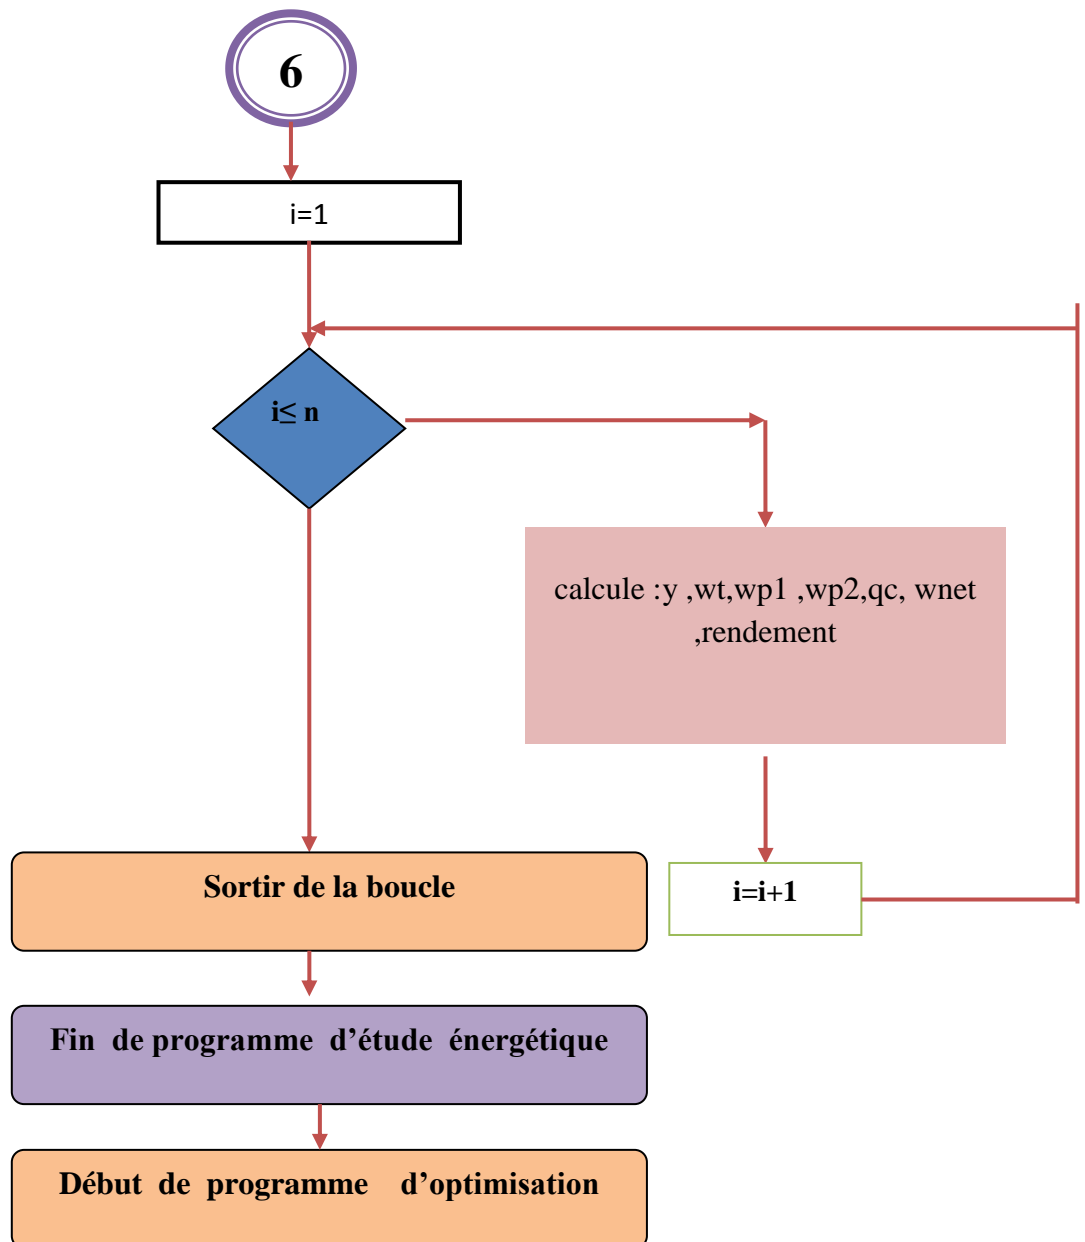 6
i=1
i≤ n
calcule :y ,wt,wp1 ,wp2,qc, wnet
,rendement
i=i+1
Sortir de la boucle
Fin de programme d’étude énergétique
Début de programme d’optimisation